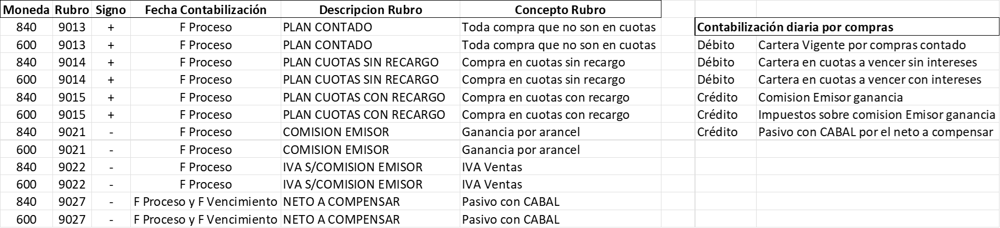 Moneda Rubro Signo Fecha Contabilización Descripcion Rubro Concepto Rubro
840 9013 + F Proceso PLAN CONTADO Toda compra que no son en cuotas Contabilización diaria por compras
600 9013 + F Proceso PLAN CONTADO Toda compra que no son en cuotas Débito Cartera Vigente por compras contado
840 9014 + F Proceso PLAN CUOTAS SIN RECARGO Compra en cuotas sin recargo Débito Cartera en cuotas a vencer sin intereses
600 9014 + F Proceso PLAN CUOTAS SIN RECARGO Compra en cuotas sin recargo Débito Cartera en cuotas a vencer con intereses
840 9015 + F Proceso PLAN CUOTAS CON RECARGO Compra en cuotas con recargo Crédito Comision Emisor ganancia
600 9015 + F Proceso PLAN CUOTAS CON RECARGO Compra en cuotas con recargo Crédito Impuestos sobre comision Emisor ganancia
840 9021 - F Proceso COMISION EMISOR Ganancia por arancel Crédito Pasivo con CABAL por el neto a compensar
600 9021 - F Proceso COMISION EMISOR Ganancia por arancel
840 9022 - F Proceso IVA S/COMISION EMISOR IVA Ventas
600 9022 - F Proceso IVA S/COMISION EMISOR IVA Ventas
840 9027 - F Proceso y F Vencimiento NETO A COMPENSAR Pasivo con CABAL
600 9027 - F Proceso y F Vencimiento NETO A COMPENSAR Pasivo con CABAL